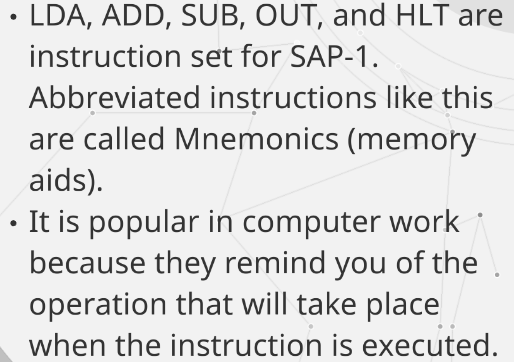 • LDA, ADD, SUB, OUT, and HLT are
instruction set for SAP-1.
Abbreviated instructions like this
are called Mnemonics (memory
aids).
• It is popular in computer work
because they remind you of the
operation that will take place
when the instruction is executed.